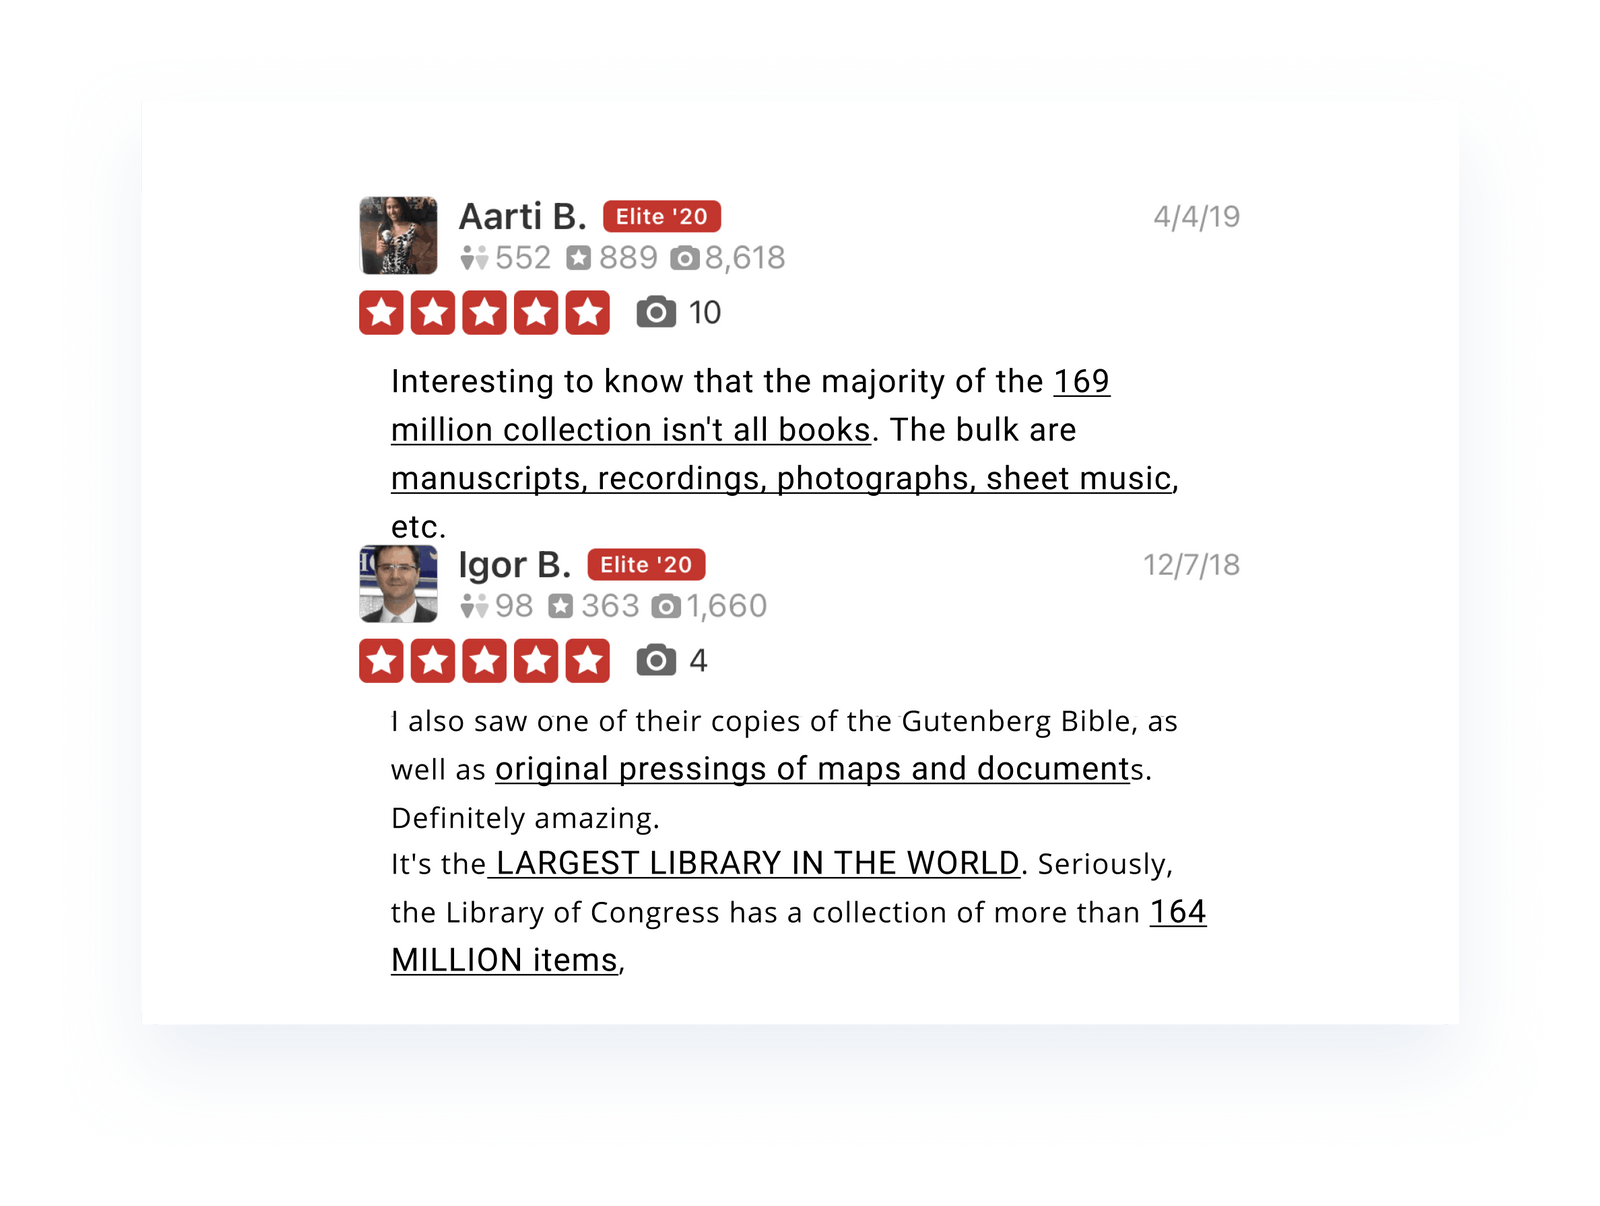 Aarti B. Elite '20 4/4/19
552 889 8,618
10
Interesting to know that the majority of the 169
million collection isn't all books. The bulk are
manuscripts, recordings, photographs, sheet music,
etc.
Igor B. Elite '20 12/7/18
98 363 1,660
4
I also saw one of their copies of the Gutenberg Bible, as
well as original pressings of maps and documents.
Definitely amazing.
It's the LARGEST LIBRARY IN THE WORLD. Seriously,
the Library of Congress has a collection of more than 164
MILLION items,